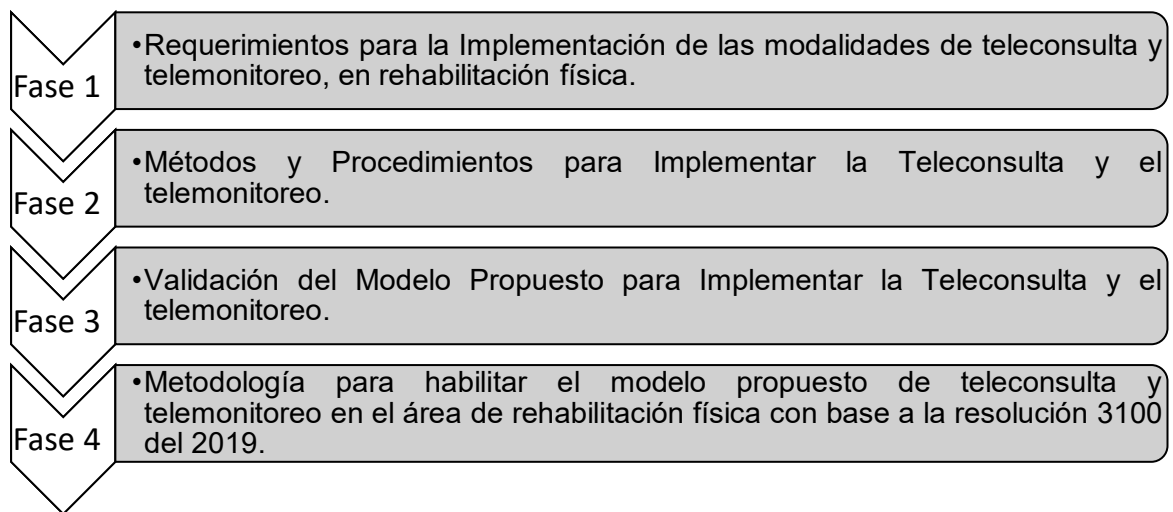 Fase 1
•Requerimientos para la Implementación de las modalidades de teleconsulta y
telemonitoreo, en rehabilitación física.
Fase 2
•Métodos y Procedimientos para Implementar la Teleconsulta y el
telemonitoreo.
Fase 3
•Validación del Modelo Propuesto para Implementar la Teleconsulta y el
telemonitoreo.
Fase 4
•Metodología para habilitar el modelo propuesto de teleconsulta y
telemonitoreo en el área de rehabilitación física con base a la resolución 3100
del 2019.